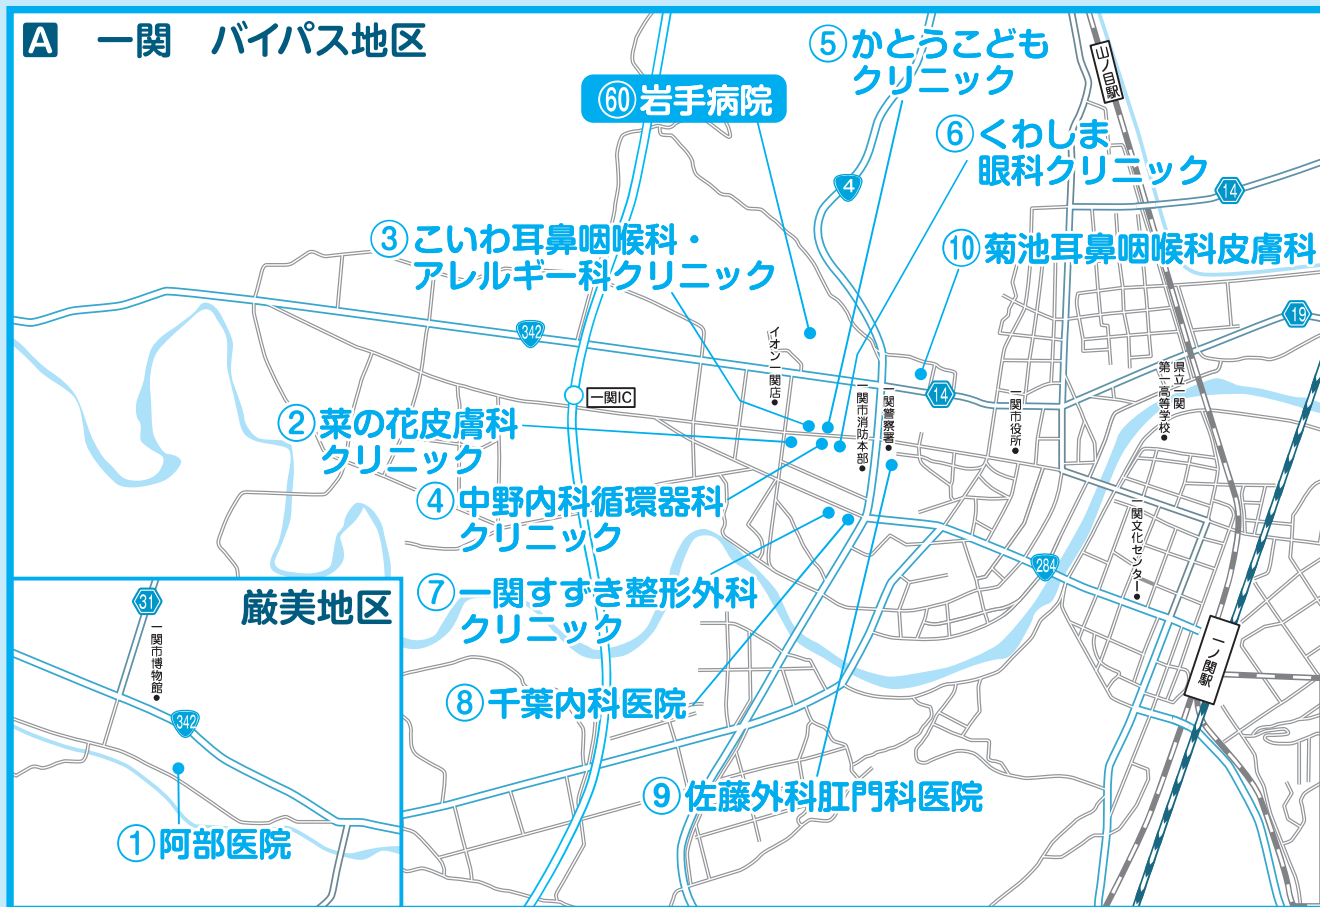 A 一関 バイパス地区
⑤かとうこども
クリニック
山ノ目駅
㊿岩手病院
⑥くわしま
眼科クリニック
4
14
③こいわ耳鼻咽喉科・
アレルギー科クリニック
⑩菊池耳鼻咽喉科皮膚科
342
19
イオン一関店
一関IC
14
一関市消防本部
一関警察署
一関市役所
県立一関
第一高等学校
②菜の花皮膚科
クリニック
④中野内科循環器科
クリニック
一関文化センター
284
⑦一関すずき整形外科
クリニック
一ノ関駅
⑧千葉内科医院
⑨佐藤外科肛門科医院
厳美地区
31
一関市博物館
342
①阿部医院